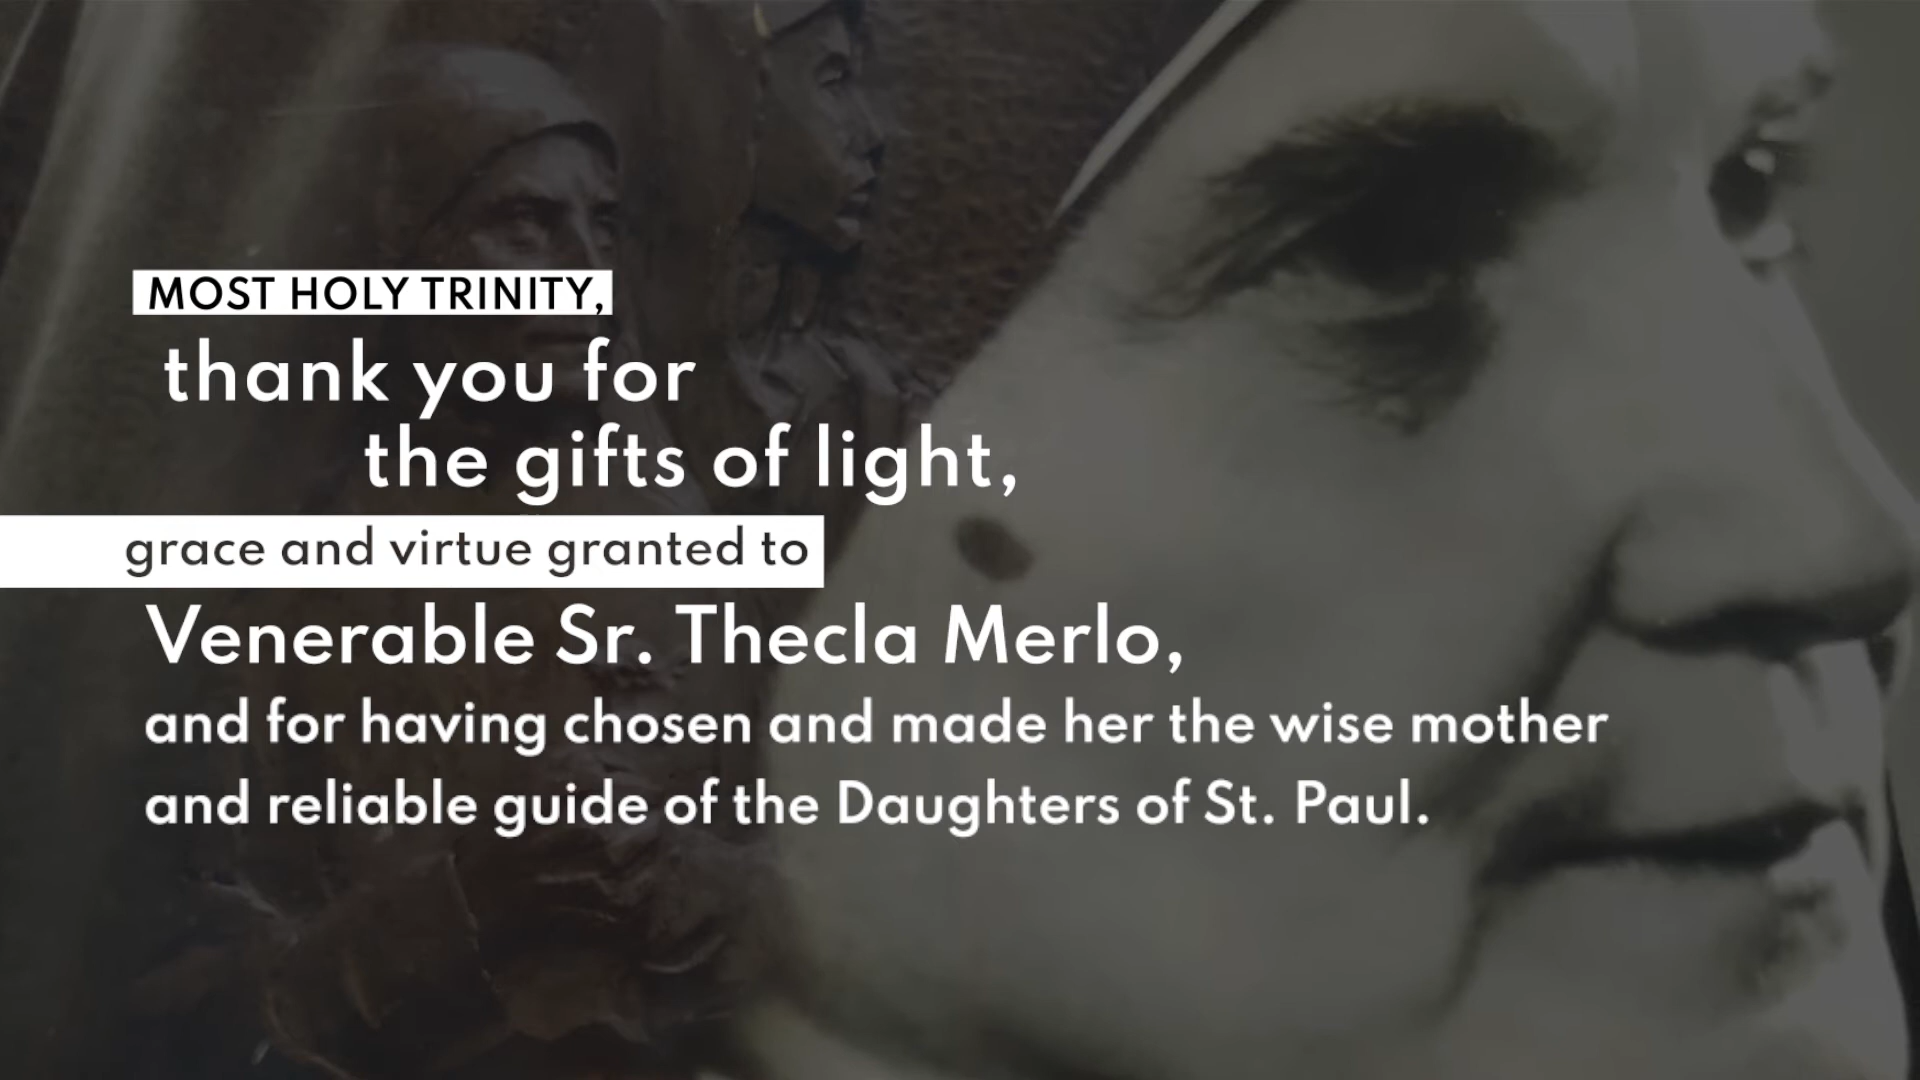 MOST HOLY TRINITY,
thank you for
the gifts of light,
grace and virtue granted to
Venerable Sr. Thecla Merlo,
and for having chosen and made her the wise mother
and reliable guide of the Daughters of St. Paul.